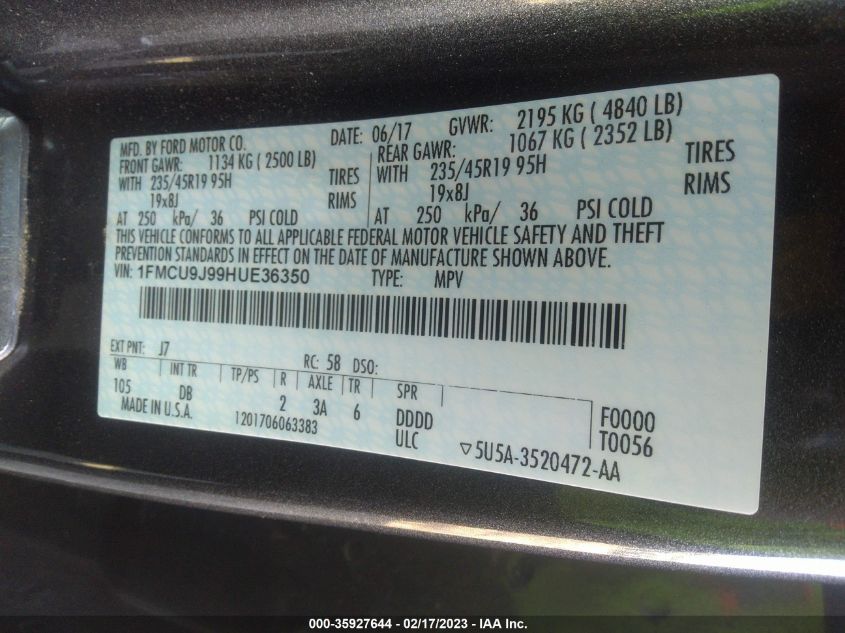 MFD. BY FORD MOTOR CO. DATE: 06/17 GVWR: 2195 KG ( 4840 LB)
FRONT GAWR: 1134 KG ( 2500 LB) REAR GAWR: 1067 KG ( 2352 LB)
WITH 235/45R19 95H TIRES WITH 235/45R19 95H TIRES
19x8J RIMS 19x8J RIMS
AT 250 kPa/ 36 PSI COLD AT 250 kPa/ 36 PSI COLD
THIS VEHICLE CONFORMS TO ALL APPLICABLE FEDERAL MOTOR VEHICLE SAFETY AND THEFT
PREVENTION STANDARDS IN EFFECT ON THE DATE OF MANUFACTURE SHOWN ABOVE.
VIN: 1FMCU9J99HUE36350 TYPE: MPV
EXT PNT: J7 RC: 58 DSO:
WB INT TR TP/PS R AXLE TR SPR
105 DB 2 3A 6 DDDD F0000
MADE IN U.S.A. 1201706063383 ULC T0056
▽5U5A-3520472-AA
000-35927644 — 02/17/2023 — IAA Inc.